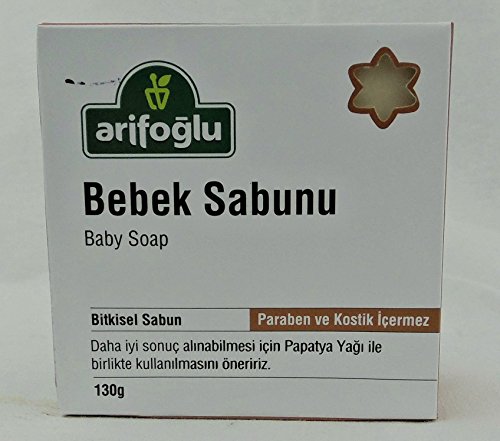 arifoğlu
Bebek Sabunu
Baby Soap
Bitkisel Sabun
Paraben ve Kostik İçermez
Daha iyi sonuç alınabilmesi için Papatya Yağı ile
birlikte kullanılmasını öneririz.
130g